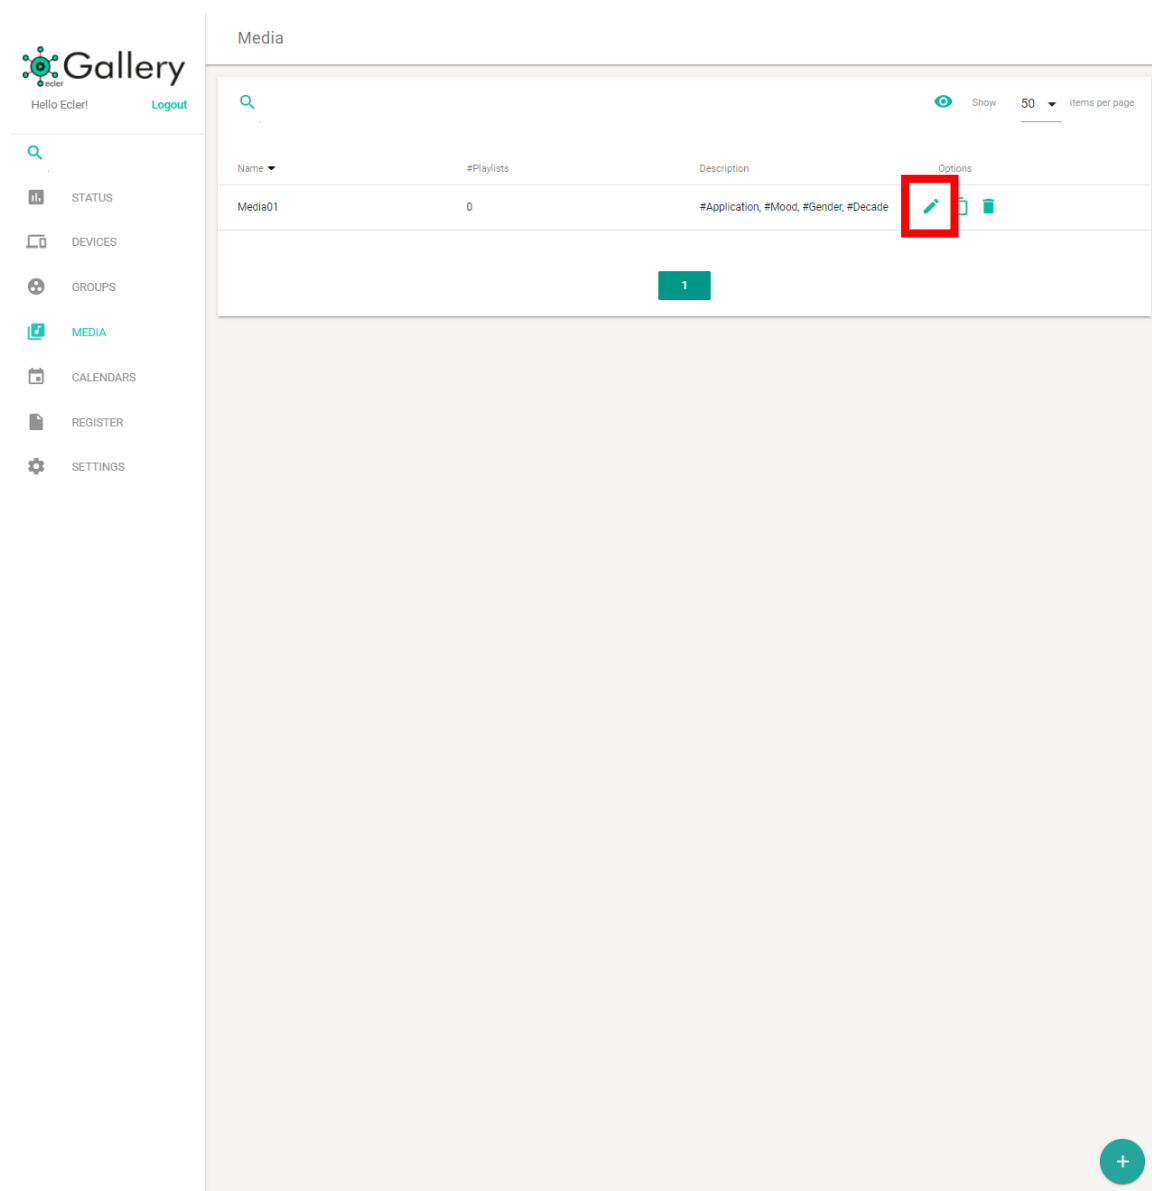 Media
Gallery
ecler
Hello Ecler! Logout
Show 50 items per page
STATUS
DEVICES
GROUPS
MEDIA
CALENDARS
REGISTER
SETTINGS
Name #Playlists Description Options
Media01 0 #Application, #Mood, #Gender, #Decade
1